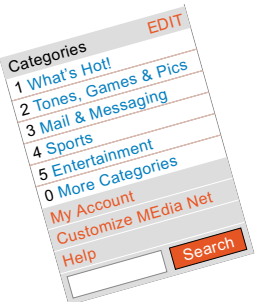 EDIT
Categories
1 What's Hot!
2 Tones, Games & Pics
3 Mail & Messaging
4 Sports
5 Entertainment
0 More Categories
My Account
Customize MEdia Net
Help
Search